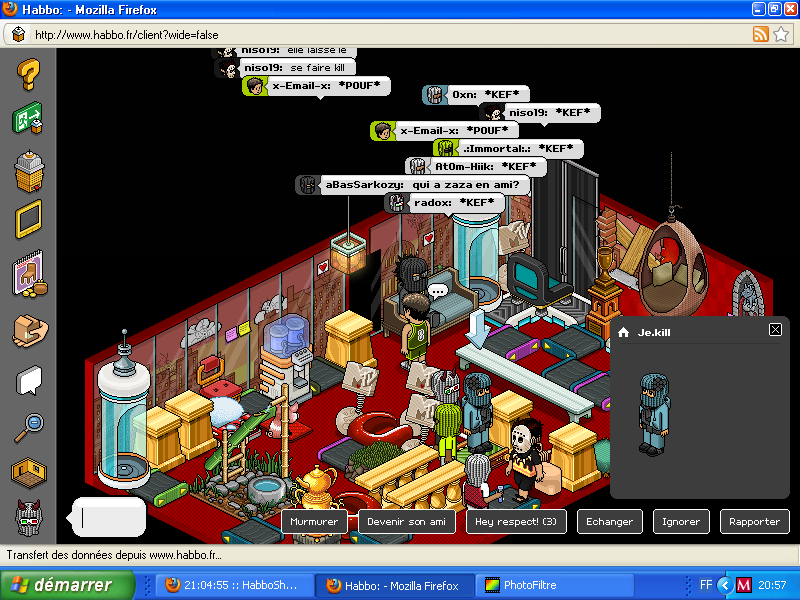 Habbo: - Mozilla Firefox
http://www.habbo.fr/client?wide=false
niso19: elle laisse le
niso19: se faire kill
x-Email-x: *POUF*
Oxn: *KEF*
niso19: *KEF*
x-Email-x: *POUF*
.:Immortal:.: *KEF*
AtOm-Hiik: *KEF*
aBasSarkozy: qui a zaza en ami?
radox: *KEF*
Je.kill
8
Murmurer
Devenir son ami
Hey respect! (3)
Echanger
Ignorer
Rapporter
Transfert des données depuis www.habbo.fr...
démarrer
21:04:55 :: HabboSh...
Habbo: - Mozilla Firefox
PhotoFiltre
FF
M
20:57